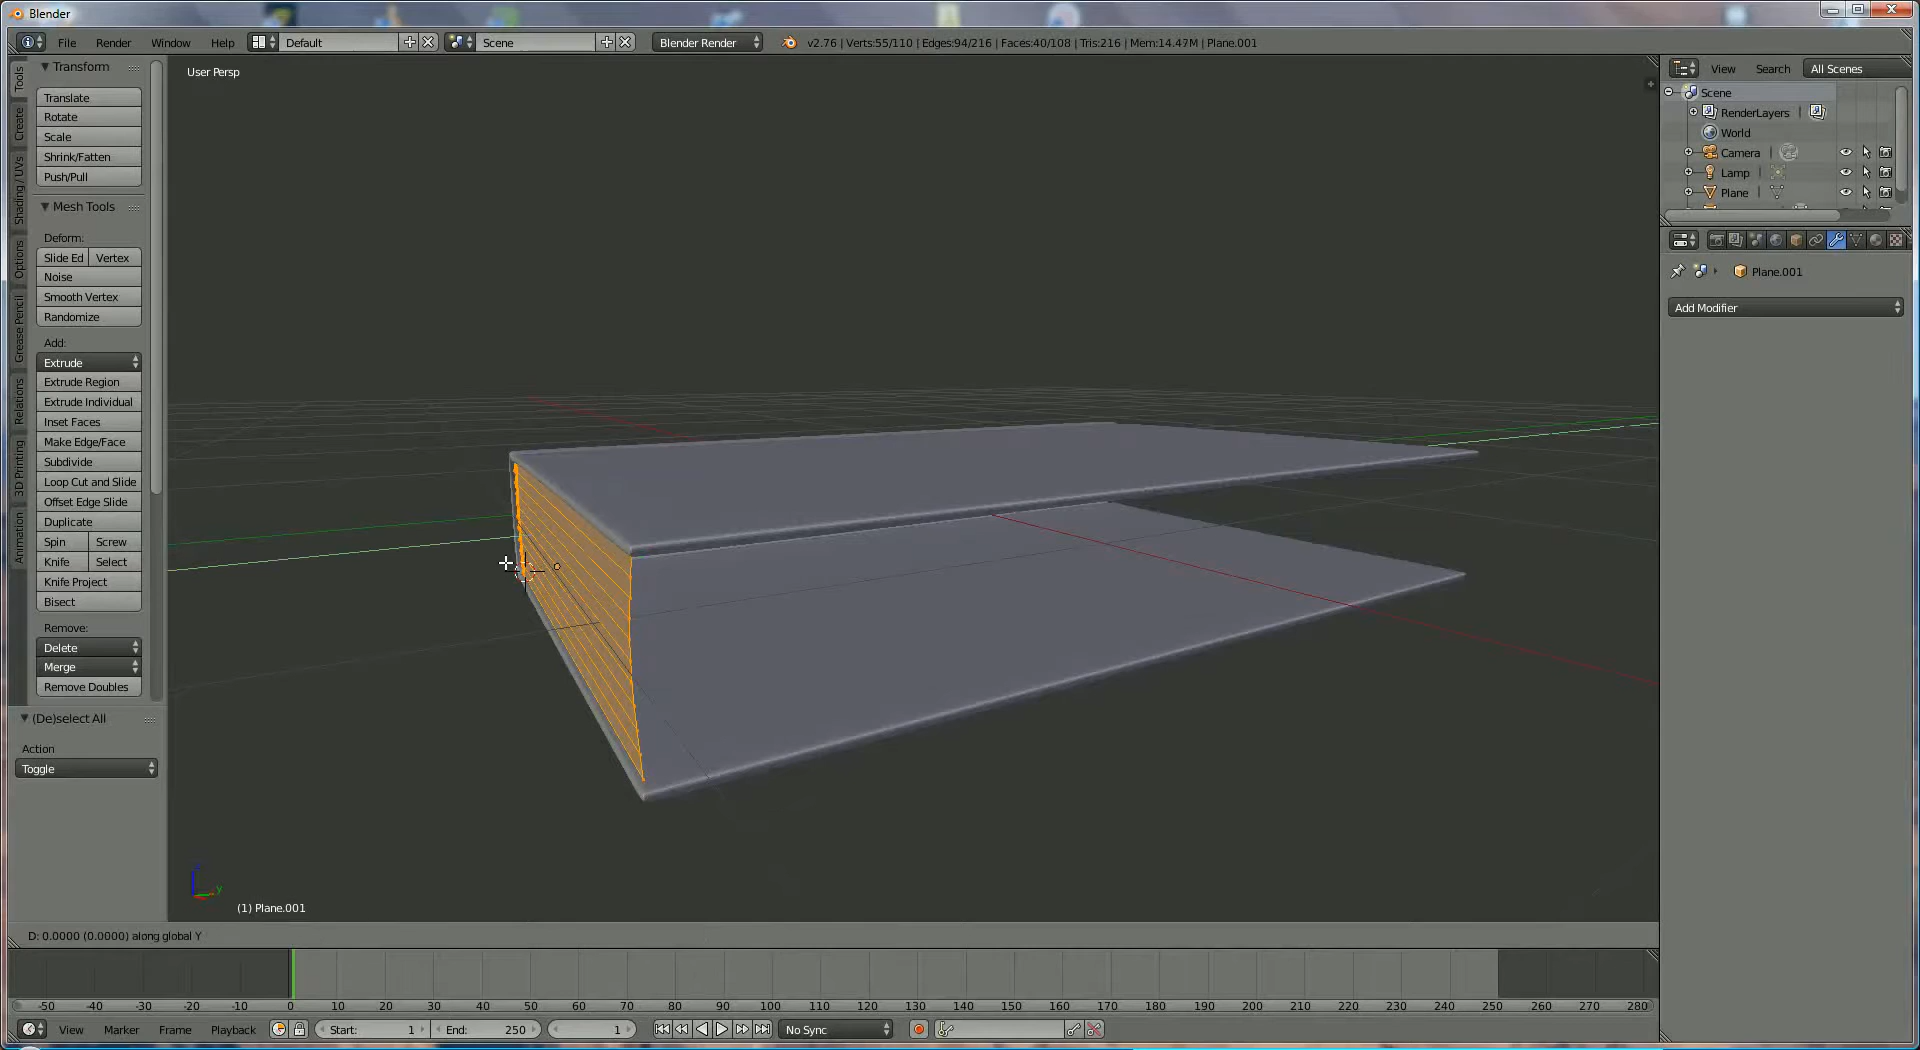 Blender
File Render Window Help Default Scene Blender Render v2.76 | Verts:55/110 | Edges:94/216 | Faces:40/108 | Tris:216 | Mem:14.47M | Plane.001
Tools
Create
Shading / UVs
Options
Grease Pencil
Relations
3D Printing
Animation
Transform
Translate
Rotate
Scale
Shrink/Fatten
Push/Pull
Mesh Tools
Deform:
Slide Ed Vertex
Noise
Smooth Vertex
Randomize
Add:
Extrude
Extrude Region
Extrude Individual
Inset Faces
Make Edge/Face
Subdivide
Loop Cut and Slide
Offset Edge Slide
Duplicate
Spin Screw
Knife Select
Knife Project
Bisect
Remove:
Delete
Merge
Remove Doubles
(De)select All
Action
Toggle
User Persp
y
(1) Plane.001
D: 0.0000 (0.0000) along global Y
View Search All Scenes
Scene
RenderLayers
World
Camera
Lamp
Plane
Plane.001
Add Modifier
-50 -40 -30 -20 -10 0 10 20 30 40 50 60 70 80 90 100 110 120 130 140 150 160 170 180 190 200 210 220 230 240 250 260 270 280
View Marker Frame Playback Start: 1 End: 250 1 No Sync